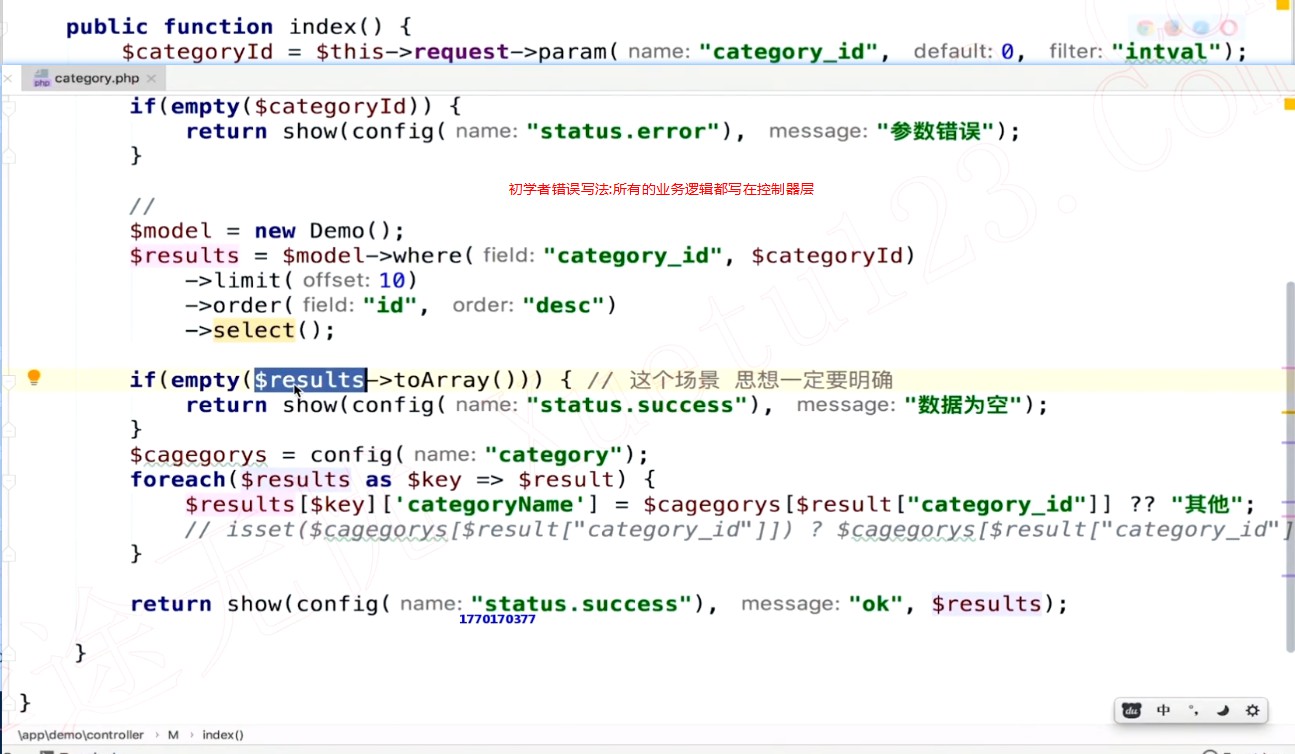 public function index() {
$categoryId = $this->request->param( name: "category_id", default: 0, filter: "intval");
category.php
if(empty($categoryId)) {
return show(config( name: "status.error"), message: "参数错误");
}
初学者错误写法:所有的业务逻辑都写在控制器层
//
$model = new Demo();
$results = $model->where( field: "category_id", $categoryId)
->limit( offset: 10)
->order( field: "id", order: "desc")
->select();
if(empty($results->toArray())) { // 这个场景 思想一定要明确
return show(config( name: "status.success"), message: "数据为空");
}
$cagegorys = config( name: "category");
foreach($results as $key => $result) {
$results[$key]['categoryName'] = $cagegorys[$result["category_id"]] ?? "其他";
// isset($cagegorys[$result["category_id"]]) ? $cagegorys[$result["category_id"]
}
return show(config( name: "status.success"), message: "ok", $results);
1770170377
}
}
du 中 °,
\app\demo\controller › M › index()